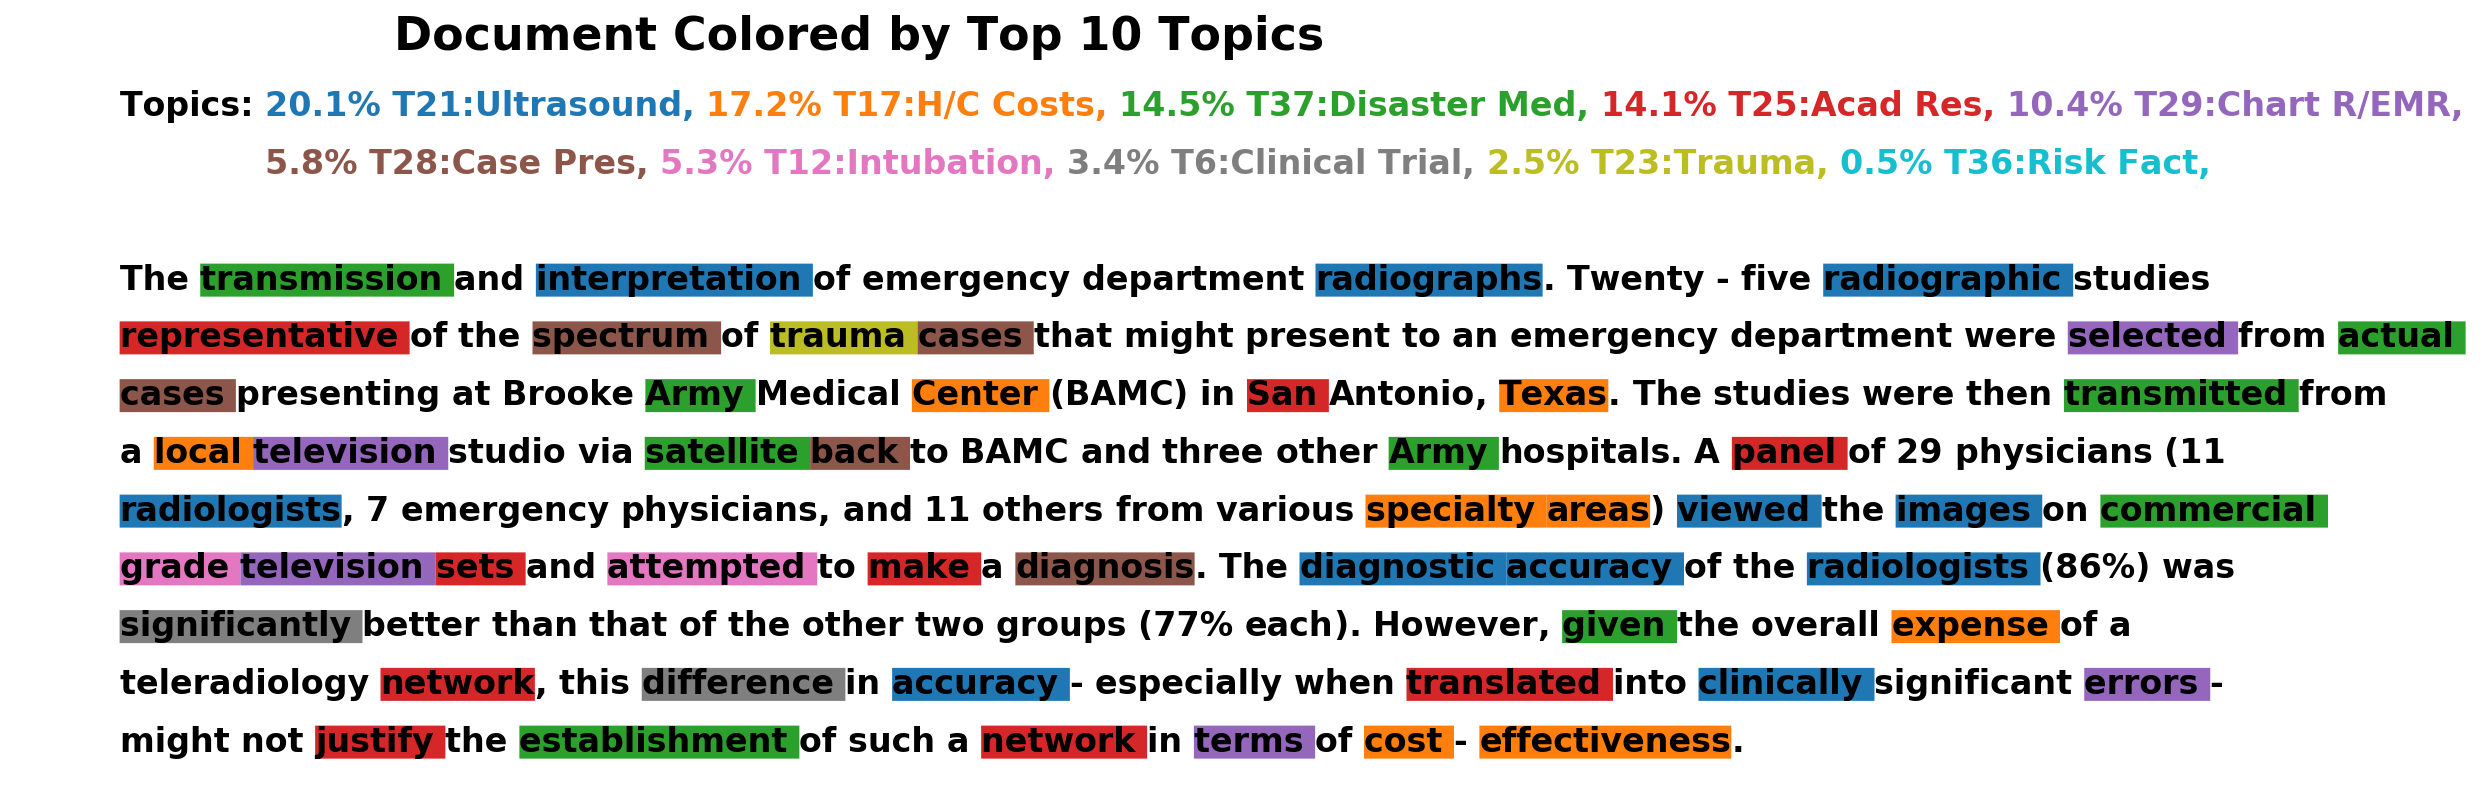 Document Colored by Top 10 Topics
Topics: 20.1% T21:Ultrasound, 17.2% T17:H/C Costs, 14.5% T37:Disaster Med, 14.1% T25:Acad Res, 10.4% T29:Chart R/EMR,
5.8% T28:Case Pres, 5.3% T12:Intubation, 3.4% T6:Clinical Trial, 2.5% T23:Trauma, 0.5% T36:Risk Fact,
The transmission and interpretation of emergency department radiographs. Twenty - five radiographic studies
representative of the spectrum of trauma cases that might present to an emergency department were selected from actual
cases presenting at Brooke Army Medical Center (BAMC) in San Antonio, Texas. The studies were then transmitted from
a local television studio via satellite back to BAMC and three other Army hospitals. A panel of 29 physicians (11
radiologists, 7 emergency physicians, and 11 others from various specialty areas) viewed the images on commercial
grade television sets and attempted to make a diagnosis. The diagnostic accuracy of the radiologists (86%) was
significantly better than that of the other two groups (77% each). However, given the overall expense of a
teleradiology network, this difference in accuracy - especially when translated into clinically significant errors -
might not justify the establishment of such a network in terms of cost - effectiveness.